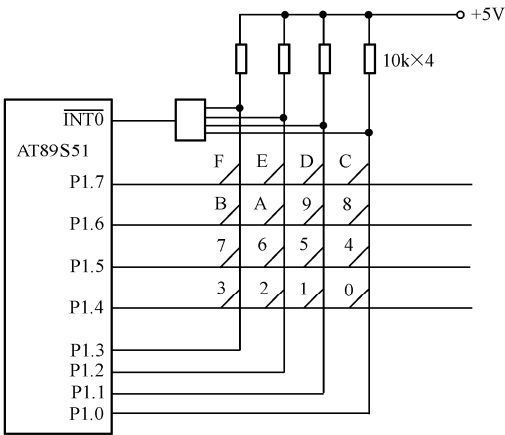 +5V
10k×4
INT0
AT89S51
F E D C
P1.7
B A 9 8
P1.6
7 6 5 4
P1.5
3 2 1 0
P1.4
P1.3
P1.2
P1.1
P1.0